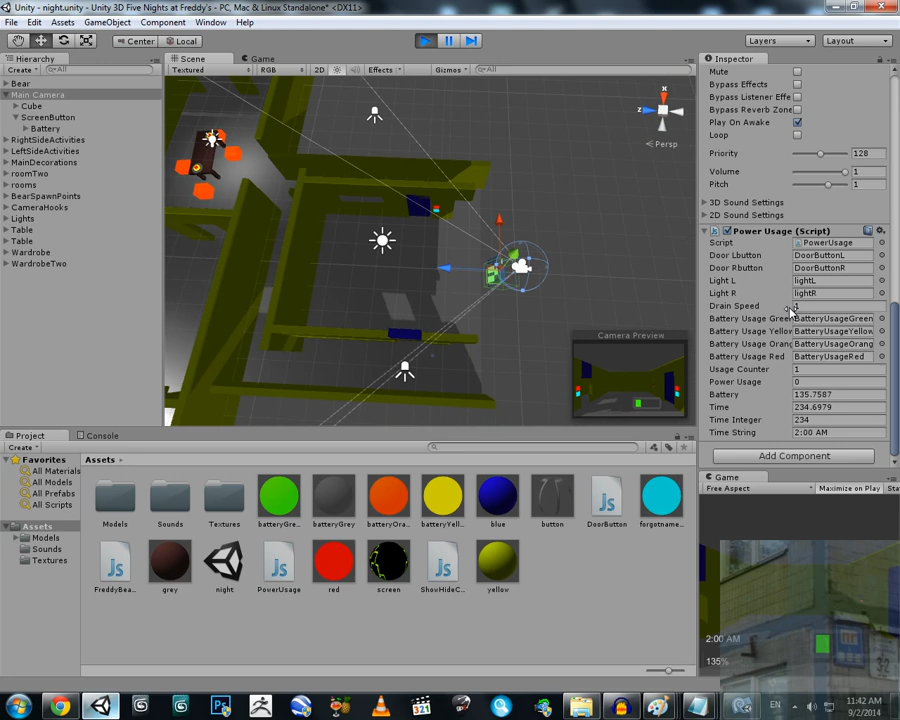 Unity - night.unity - Unity 3D Five Nights at Freddy's - PC, Mac & Linux Standalone* <DX11>
File Edit Assets GameObject Component Window Help
Center Local Layers Layout
Hierarchy
Create All
Bear
Main Camera
Cube
ScreenButton
Battery
RightSideActivities
LeftSideActivities
MainDecorations
roomTwo
rooms
BearSpawnPoints
CameraHooks
Lights
Table
Table
Wardrobe
WardrobeTwo
Scene Game
Textured RGB 2D Effects Gizmos All
x
z
Persp
Camera Preview
Inspector
Mute
Bypass Effects
Bypass Listener Effe
Bypass Reverb Zone
Play On Awake
Loop
Priority 128
Volume 1
Pitch 1
3D Sound Settings
2D Sound Settings
Power Usage (Script)
Script PowerUsage
Door Lbutton DoorButtonL
Door Rbutton DoorButtonR
Light L lightL
Light R lightR
Drain Speed
Battery Usage Green BatteryUsageGreen
Battery Usage Yellow BatteryUsageYellow
Battery Usage Orang BatteryUsageOrang
Battery Usage Red BatteryUsageRed
Usage Counter 1
Power Usage 0
Battery 135.7587
Time 234.6979
Time Integer 234
Time String 2:00 AM
Add Component
Game
Free Aspect Maximize on Play Sta
2:00 AM
135%
32
Project Console
Create
Favorites
All Materials
All Models
All Prefabs
All Scripts
Assets
Models
Sounds
Textures
Assets
Models Sounds Textures batteryGre... batteryGrey batteryOra... batteryYell... blue button DoorButton forgotname...
FreddyBea... grey night PowerUsage red screen ShowHideC... yellow
EN 11:42 AM
9/2/2014